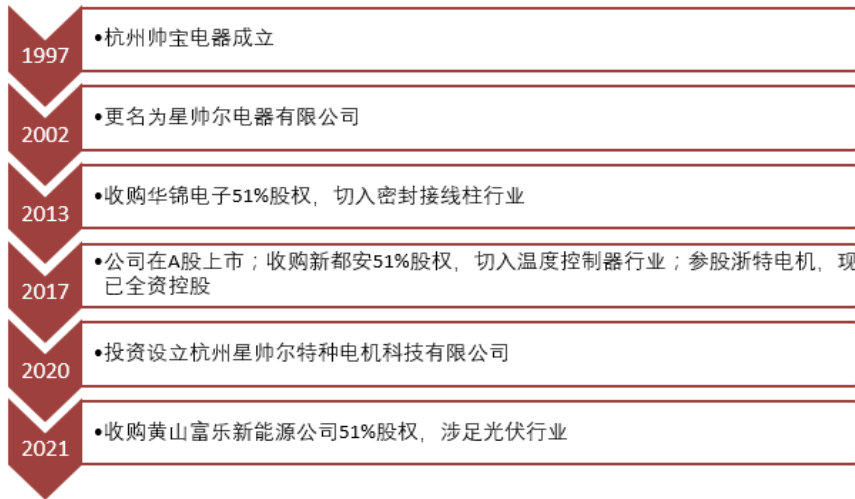 1997
•杭州帅宝电器成立
2002
•更名为星帅尔电器有限公司
2013
•收购华锦电子51%股权，切入密封接线柱行业
2017
•公司在A股上市；收购新都安51%股权，切入温度控制器行业；参股浙特电机，现
已全资控股
2020
•投资设立杭州星帅尔特种电机科技有限公司
2021
•收购黄山富乐新能源公司51%股权，涉足光伏行业